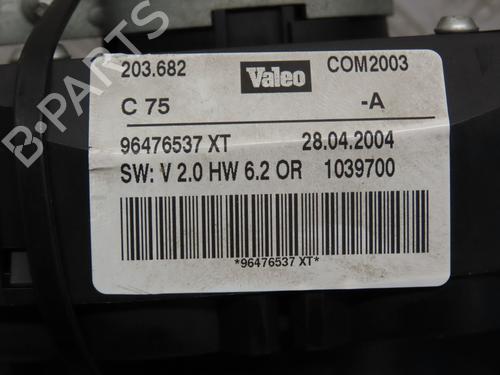 203.682 Valeo COM2003
C 75 -A
96476537 XT 28.04.2004
SW: V 2.0 HW 6.2 OR 1039700
*96476537 XT*
B-PARTS